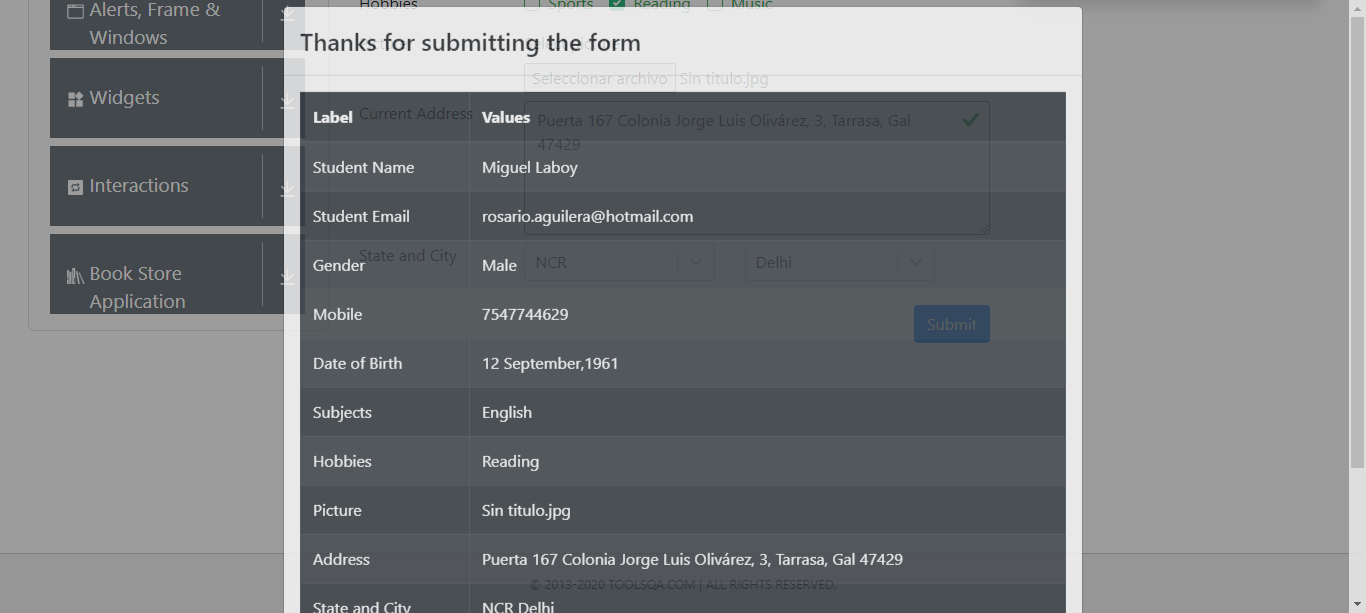 Alerts, Frame &
Windows
Widgets
Interactions
Book Store
Application
Hobbies
Sports
Reading
Music
Thanks for submitting the form
Seleccionar archivo Sin titulo.jpg
Current Address
Puerta 167 Colonia Jorge Luis Olivárez, 3, Tarrasa, Gal
47429
State and City
NCR
Delhi
Submit
Label Values
Student Name Miguel Laboy
Student Email rosario.aguilera@hotmail.com
Gender Male
Mobile 7547744629
Date of Birth 12 September,1961
Subjects English
Hobbies Reading
Picture Sin titulo.jpg
Address Puerta 167 Colonia Jorge Luis Olivárez, 3, Tarrasa, Gal 47429
State and City NCR Delhi
© 2013-2020 TOOLSQA.COM | ALL RIGHTS RESERVED.